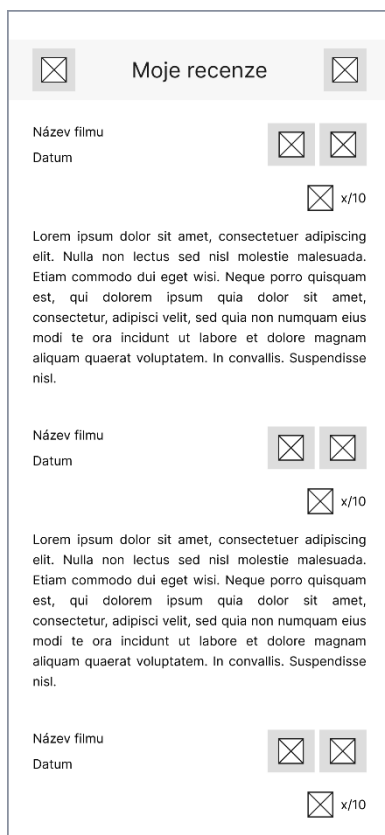 Moje recenze
Název filmu
Datum
x/10
Lorem ipsum dolor sit amet, consectetuer adipiscing
elit. Nulla non lectus sed nisl molestie malesuada.
Etiam commodo dui eget wisi. Neque porro quisquam
est, qui dolorem ipsum quia dolor sit amet,
consectetur, adipisci velit, sed quia non numquam eius
modi te ora incidunt ut labore et dolore magnam
aliquam quaerat voluptatem. In convallis. Suspendisse
nisl.
Název filmu
Datum
x/10
Lorem ipsum dolor sit amet, consectetuer adipiscing
elit. Nulla non lectus sed nisl molestie malesuada.
Etiam commodo dui eget wisi. Neque porro quisquam
est, qui dolorem ipsum quia dolor sit amet,
consectetur, adipisci velit, sed quia non numquam eius
modi te ora incidunt ut labore et dolore magnam
aliquam quaerat voluptatem. In convallis. Suspendisse
nisl.
Název filmu
Datum
x/10